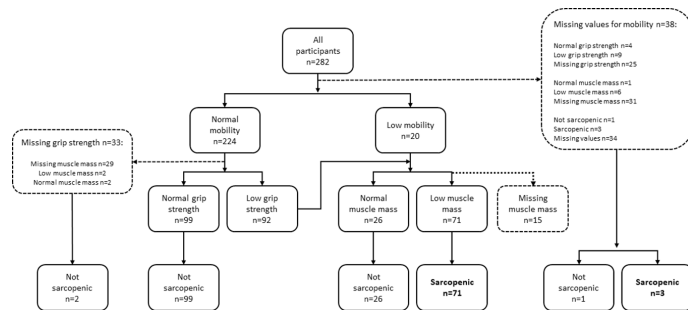 All
participants
n=282
Missing values for mobility n=38:
Normal grip strength n=4
Low grip strength n=9
Missing grip strength n=25
Normal muscle mass n=1
Low muscle mass n=6
Missing muscle mass n=31
Not sarcopenic n=1
Sarcopenic n=3
Missing values n=34
Normal
mobility
n=224
Low mobility
n=20
Missing grip strength n=33:
Missing muscle mass n=29
Low muscle mass n=2
Normal muscle mass n=2
Normal grip
strength
n=99
Low grip
strength
n=92
Normal
muscle mass
n=26
Low muscle
mass
n=71
Missing
muscle mass
n=15
Not
sarcopenic
n=2
Not
sarcopenic
n=99
Not
sarcopenic
n=26
Sarcopenic
n=71
Not
sarcopenic
n=1
Sarcopenic
n=3